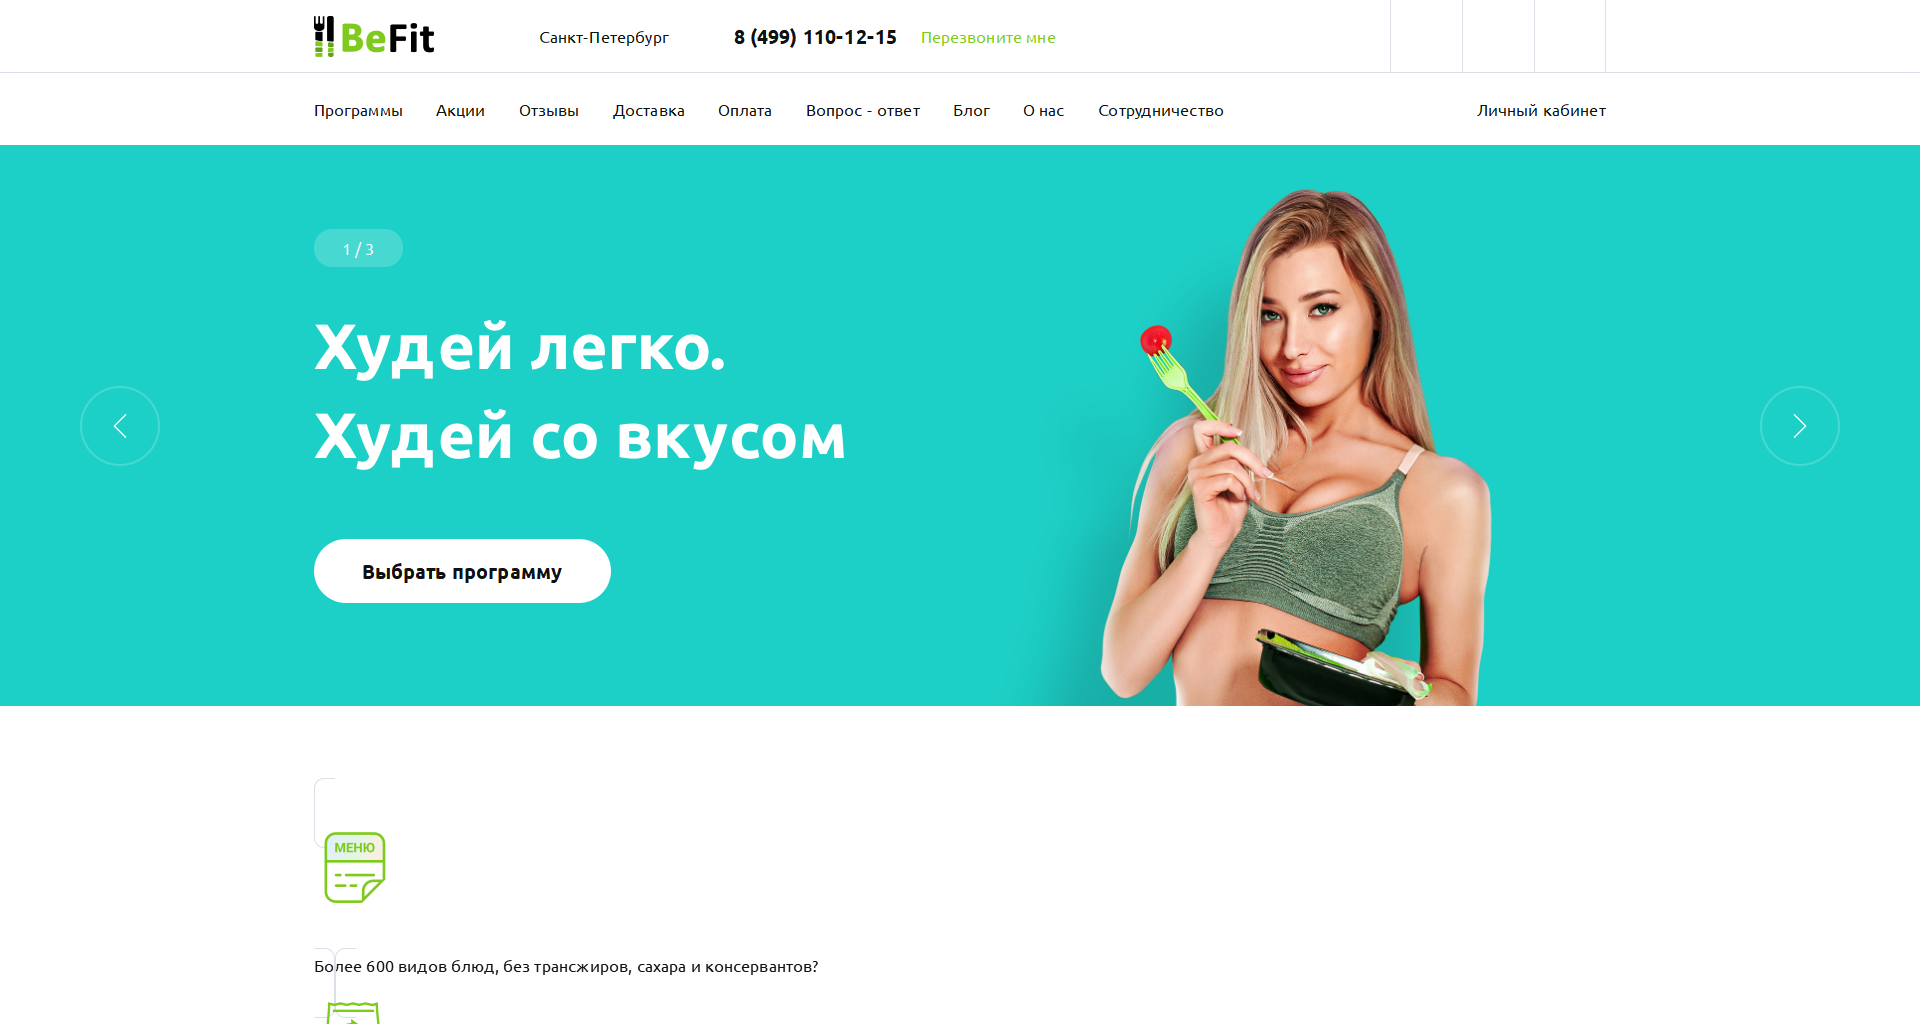 BeFit
Санкт-Петербург
8 (499) 110-12-15
Перезвоните мне
Программы
Акции
Отзывы
Доставка
Оплата
Вопрос - ответ
Блог
О нас
Сотрудничество
Личный кабинет
1 / 3
Худей легко.
Худей со вкусом
Выбрать программу
МЕНЮ
Более 600 видов блюд, без трансжиров, сахара и консервантов?